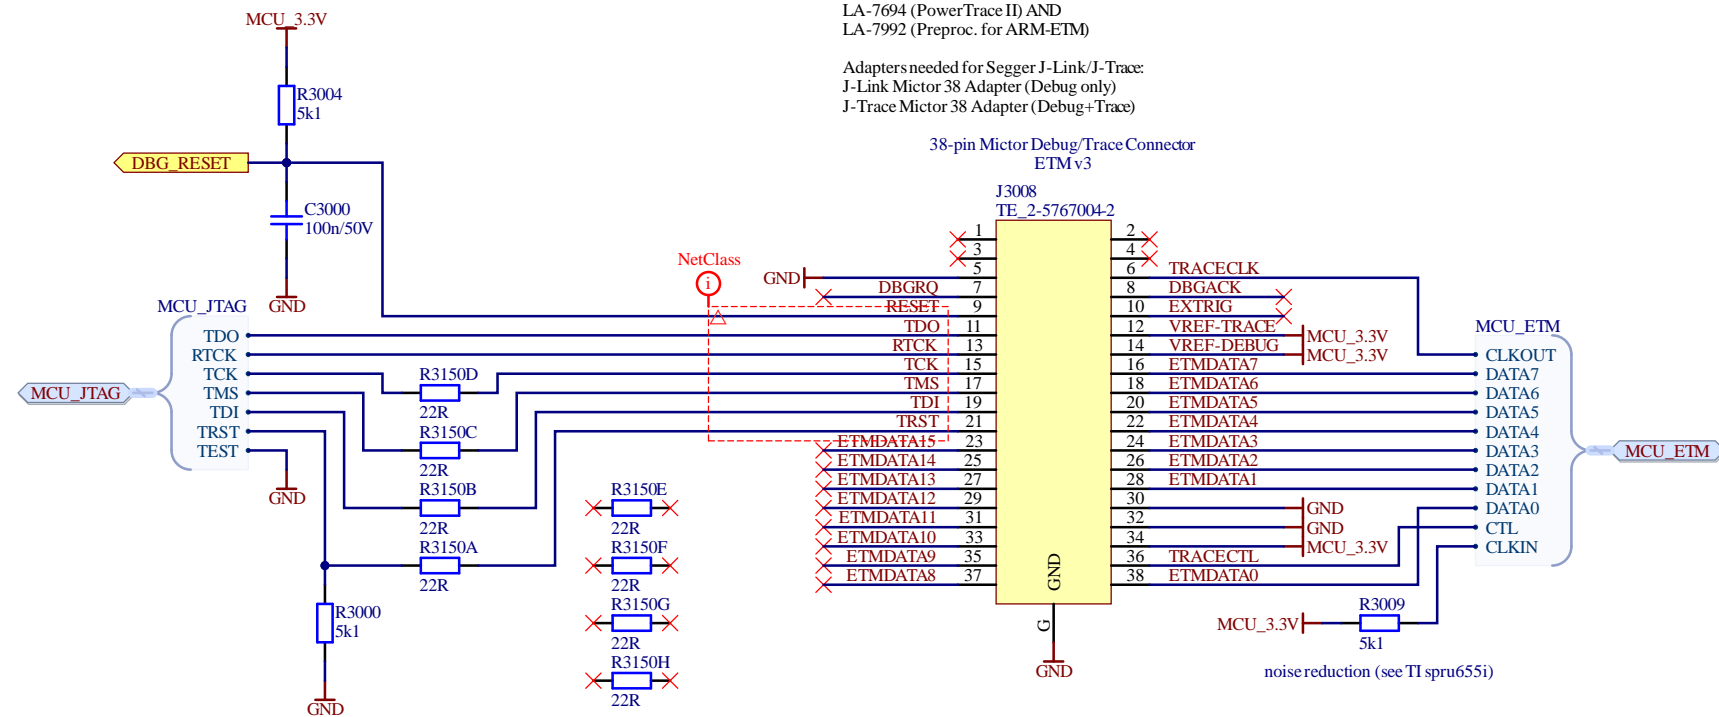 LA-7694 (PowerTrace II) AND
LA-7992 (Preproc. for ARM-ETM)
Adapters needed for Segger J-Link/J-Trace:
J-Link Mictor 38 Adapter (Debug only)
J-Trace Mictor 38 Adapter (Debug+Trace)
38-pin Mictor Debug/Trace Connector
ETM v3
J3008
TE_2-5767004-2
MCU_3.3V
R3004
5k1
DBG_RESET
C3000
100n/50V
GND
MCU_JTAG
MCU_JTAG
TDO
RTCK
TCK
TMS
TDI
TRST
TEST
GND
R3150D
22R
R3150C
22R
R3150B
22R
R3150A
22R
R3000
5k1
GND
R3150E
22R
R3150F
22R
R3150G
22R
R3150H
22R
NetClass
i
GND
1
3
5
DBGRQ 7
RESET 9
TDO 11
RTCK 13
TCK 15
TMS 17
TDI 19
TRST 21
ETMDATA15 23
ETMDATA14 25
ETMDATA13 27
ETMDATA12 29
ETMDATA11 31
ETMDATA10 33
ETMDATA9 35
ETMDATA8 37
GND
G
GND
2
4
6 TRACECLK
8 DBGACK
10 EXTRIG
12 VREF-TRACE MCU_3.3V
14 VREF-DEBUG MCU_3.3V
16 ETMDATA7
18 ETMDATA6
20 ETMDATA5
22 ETMDATA4
24 ETMDATA3
26 ETMDATA2
28 ETMDATA1
30 GND
32 GND
34 MCU_3.3V
36 TRACECTL
38 ETMDATA0
MCU_ETM
CLKOUT
DATA7
DATA6
DATA5
DATA4
DATA3
DATA2
DATA1
DATA0
CTL
CLKIN
MCU_ETM
R3009
MCU_3.3V
5k1
noise reduction (see TI spru655i)